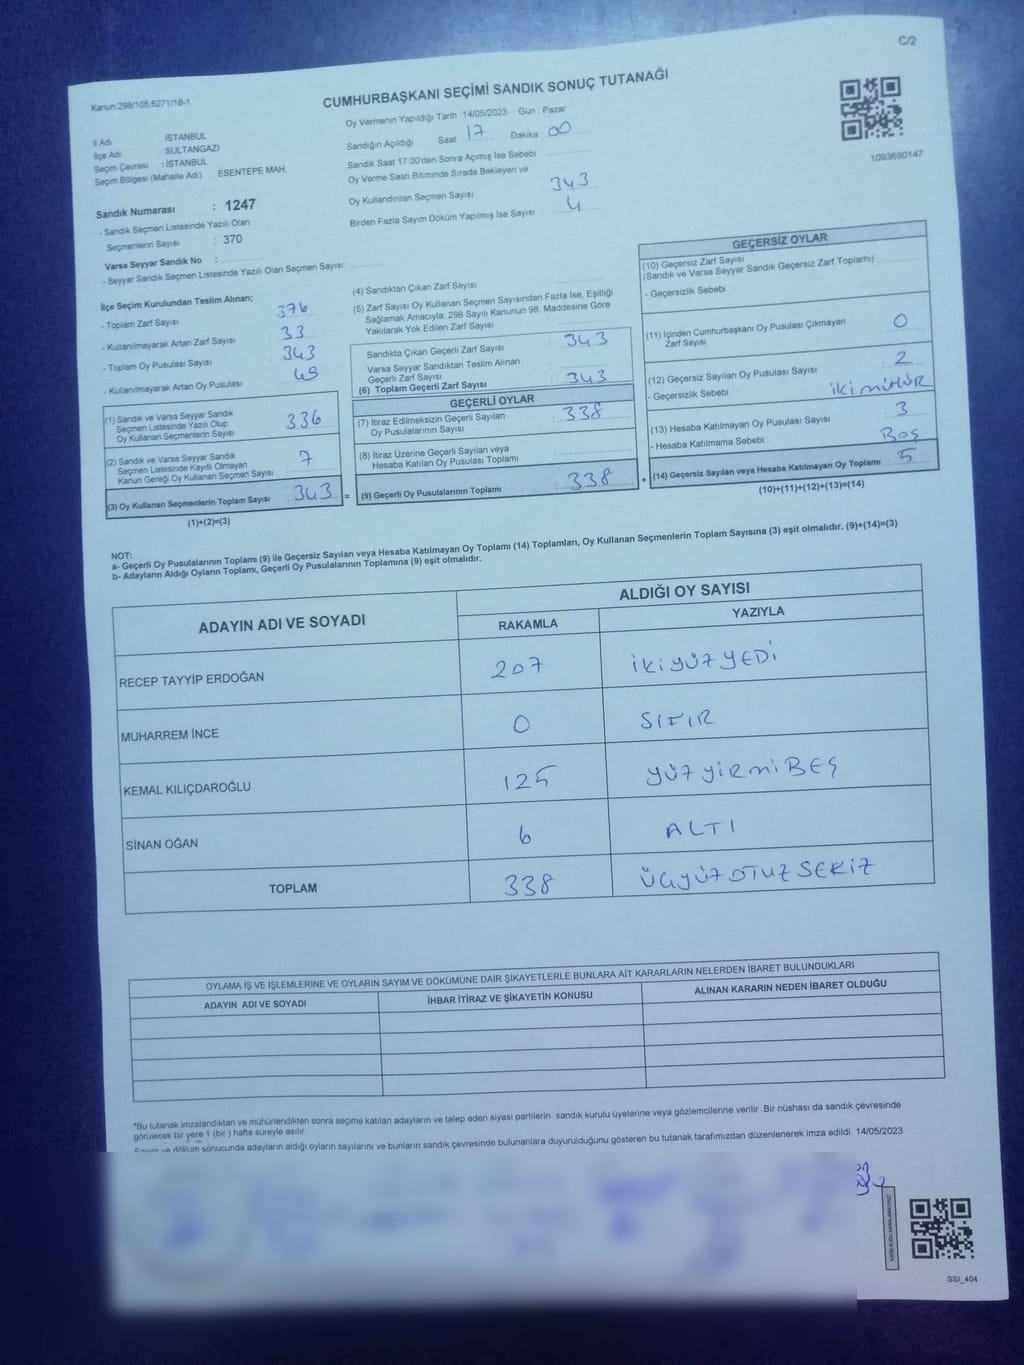 C/2
Kanun:298/105,6271/18-1
CUMHURBAŞKANI SEÇİMİ SANDIK SONUÇ TUTANAĞI
Oy Vermenin Yapıldığı Tarih :14/05/2023 Gün : Pazar
İl Adı : İSTANBUL
İlçe Adı : SULTANGAZİ
Seçim Çevresi : İSTANBUL
Seçim Bölgesi (Mahalle Adı) : ESENTEPE MAH.
Sandığın Açıldığı Saat 17 Dakika 00
Sandık Saat 17:00'den Sonra Açımış İse Sebebi :
Oy Verme Saati Bitiminde Sırada Bekleyen ve
Oy Kullandırılan Seçmen Sayısı 343
Birden Fazla Sayım Döküm Yapılmış İse Sayısı 4
1093690147
Sandık Numarası : 1247
- Sandık Seçmen Listesinde Yazılı Olan
Seçmenlerin Sayısı : 370
Varsa Seyyar Sandık No :
- Seyyar Sandık Seçmen Listesinde Yazılı Olan Seçmen Sayısı:
İlçe Seçim Kurulundan Teslim Alınan;
- Toplam Zarf Sayısı : 376
- Kullanılmayarak Artan Zarf Sayısı : 33
- Toplam Oy Pusulası Sayısı : 343
- Kullanılmayarak Artan Oy Pusulası :
(1) Sandık ve Varsa Seyyar Sandık
Seçmen Listesinde Yazılı Olup
Oy Kullanan Seçmenlerin Sayısı : 336
(2) Sandık ve Varsa Seyyar Sandık
Seçmen Listesinde Kayıtlı Olmayan
Kanun Gereği Oy Kullanan Seçmen Sayısı : 7
(3) Oy Kullanan Seçmenlerin Toplam Sayısı : 343 =
(1)+(2)=(3)
(4) Sandıktan Çıkan Zarf Sayısı :
(5) Zarf Sayısı Oy Kullanan Seçmen Sayısından Fazla İse, Eşitliği
Sağlamak Amacıyla; 298 Sayılı Kanunun 98. Maddesine Göre
Yakılarak Yok Edilen Zarf Sayısı :
Sandıkta Çıkan Geçerli Zarf Sayısı : 343
Varsa Seyyar Sandıktan Teslim Alınan
Geçerli Zarf Sayısı :
(6) Toplam Geçerli Zarf Sayısı : 343
GEÇERLİ OYLAR
(7) İtiraz Edilmeksizin Geçerli Sayılan
Oy Pusulalarının Sayısı : 338
(8) İtiraz Üzerine Geçerli Sayılan veya
Hesaba Katılan Oy Pusulası Toplamı :
(9) Geçerli Oy Pusulalarının Toplamı : 338 +
GEÇERSİZ OYLAR
(10) Geçersiz Zarf Sayısı
(Sandık ve Varsa Seyyar Sandık Geçersiz Zarf Toplamı) :
- Geçersizlik Sebebi :
(11) İçinden Cumhurbaşkanı Oy Pusulası Çıkmayan
Zarf Sayısı : 0
(12) Geçersiz Sayılan Oy Pusulası Sayısı : 2
- Geçersizlik Sebebi : iki MÜHÜR
(13) Hesaba Katılmayan Oy Pusulası Sayısı : 3
- Hesaba Katılmama Sebebi : BOŞ
(14) Geçersiz Sayılan veya Hesaba Katılmayan Oy Toplamı : 5
(10)+(11)+(12)+(13)=(14)
NOT:
a- Geçerli Oy Pusulalarının Toplamı (9) ile Geçersiz Sayılan veya Hesaba Katılmayan Oy Toplamı (14) Toplamları, Oy Kullanan Seçmenlerin Toplam Sayısına (3) eşit olmalıdır. (9)+(14)=(3)
b- Adayların Aldığı Oyların Toplamı, Geçerli Oy Pusulalarının Toplamına (9) eşit olmalıdır.
ADAYIN ADI VE SOYADI ALDIĞI OY SAYISI
RAKAMLA YAZIYLA
RECEP TAYYİP ERDOĞAN 207 İKİYÜZYEDİ
MUHARREM İNCE 0 SIFIR
KEMAL KILIÇDAROĞLU 125 YÜZYİRMİBEŞ
SİNAN OĞAN 6 ALTI
TOPLAM 338 ÜÇYÜZOTUZSEKİZ
OYLAMA İŞ VE İŞLEMLERİNE VE OYLARIN SAYIM VE DÖKÜMÜNE DAİR ŞİKAYETLERLE BUNLARA AİT KARARLARIN NELERDEN İBARET BULUNDUKLARI
ADAYIN ADI VE SOYADI İHBAR İTİRAZ VE ŞİKAYETİN KONUSU ALINAN KARARIN NEDEN İBARET OLDUĞU
*Bu tutanak imzalandıktan ve mühürlendikten sonra seçime katılan adayların ve talep eden siyasi partilerin sandık kurulu üyelerine veya gözlemcilerine verilir .Bir nüshası da sandık çevresinde
görülecek bir yere 1 (bir ) hafta süreyle asılır.
Sayım ve döküm sonucunda adayların aldığı oyların sayılarını ve bunların sandık çevresinde bulunanlara duyurulduğunu gösteren bu tutanak tarafımızdan düzenlenerek imza edildi. 14/05/2023
SSI_404